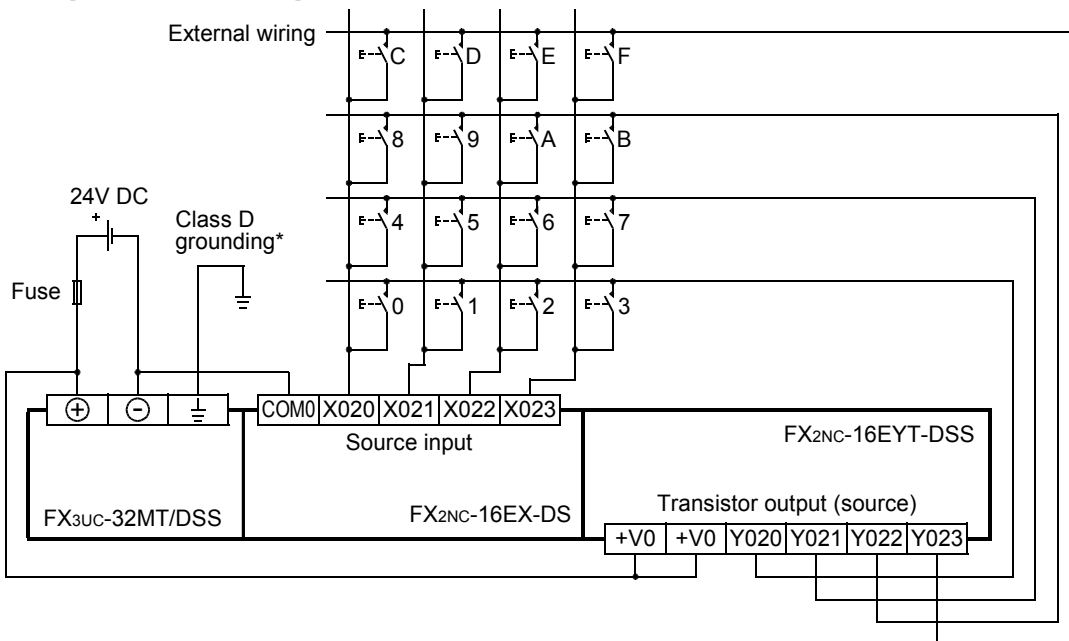 External wiring
C D E F
8 9 A B
24V DC
+
Class D
grounding*
4 5 6 7
Fuse
0 1 2 3
+ - COM0 X020 X021 X022 X023
Source input
FX2NC-16EYT-DSS
FX3UC-32MT/DSS
FX2NC-16EX-DS
Transistor output (source)
+V0 +V0 Y020 Y021 Y022 Y023